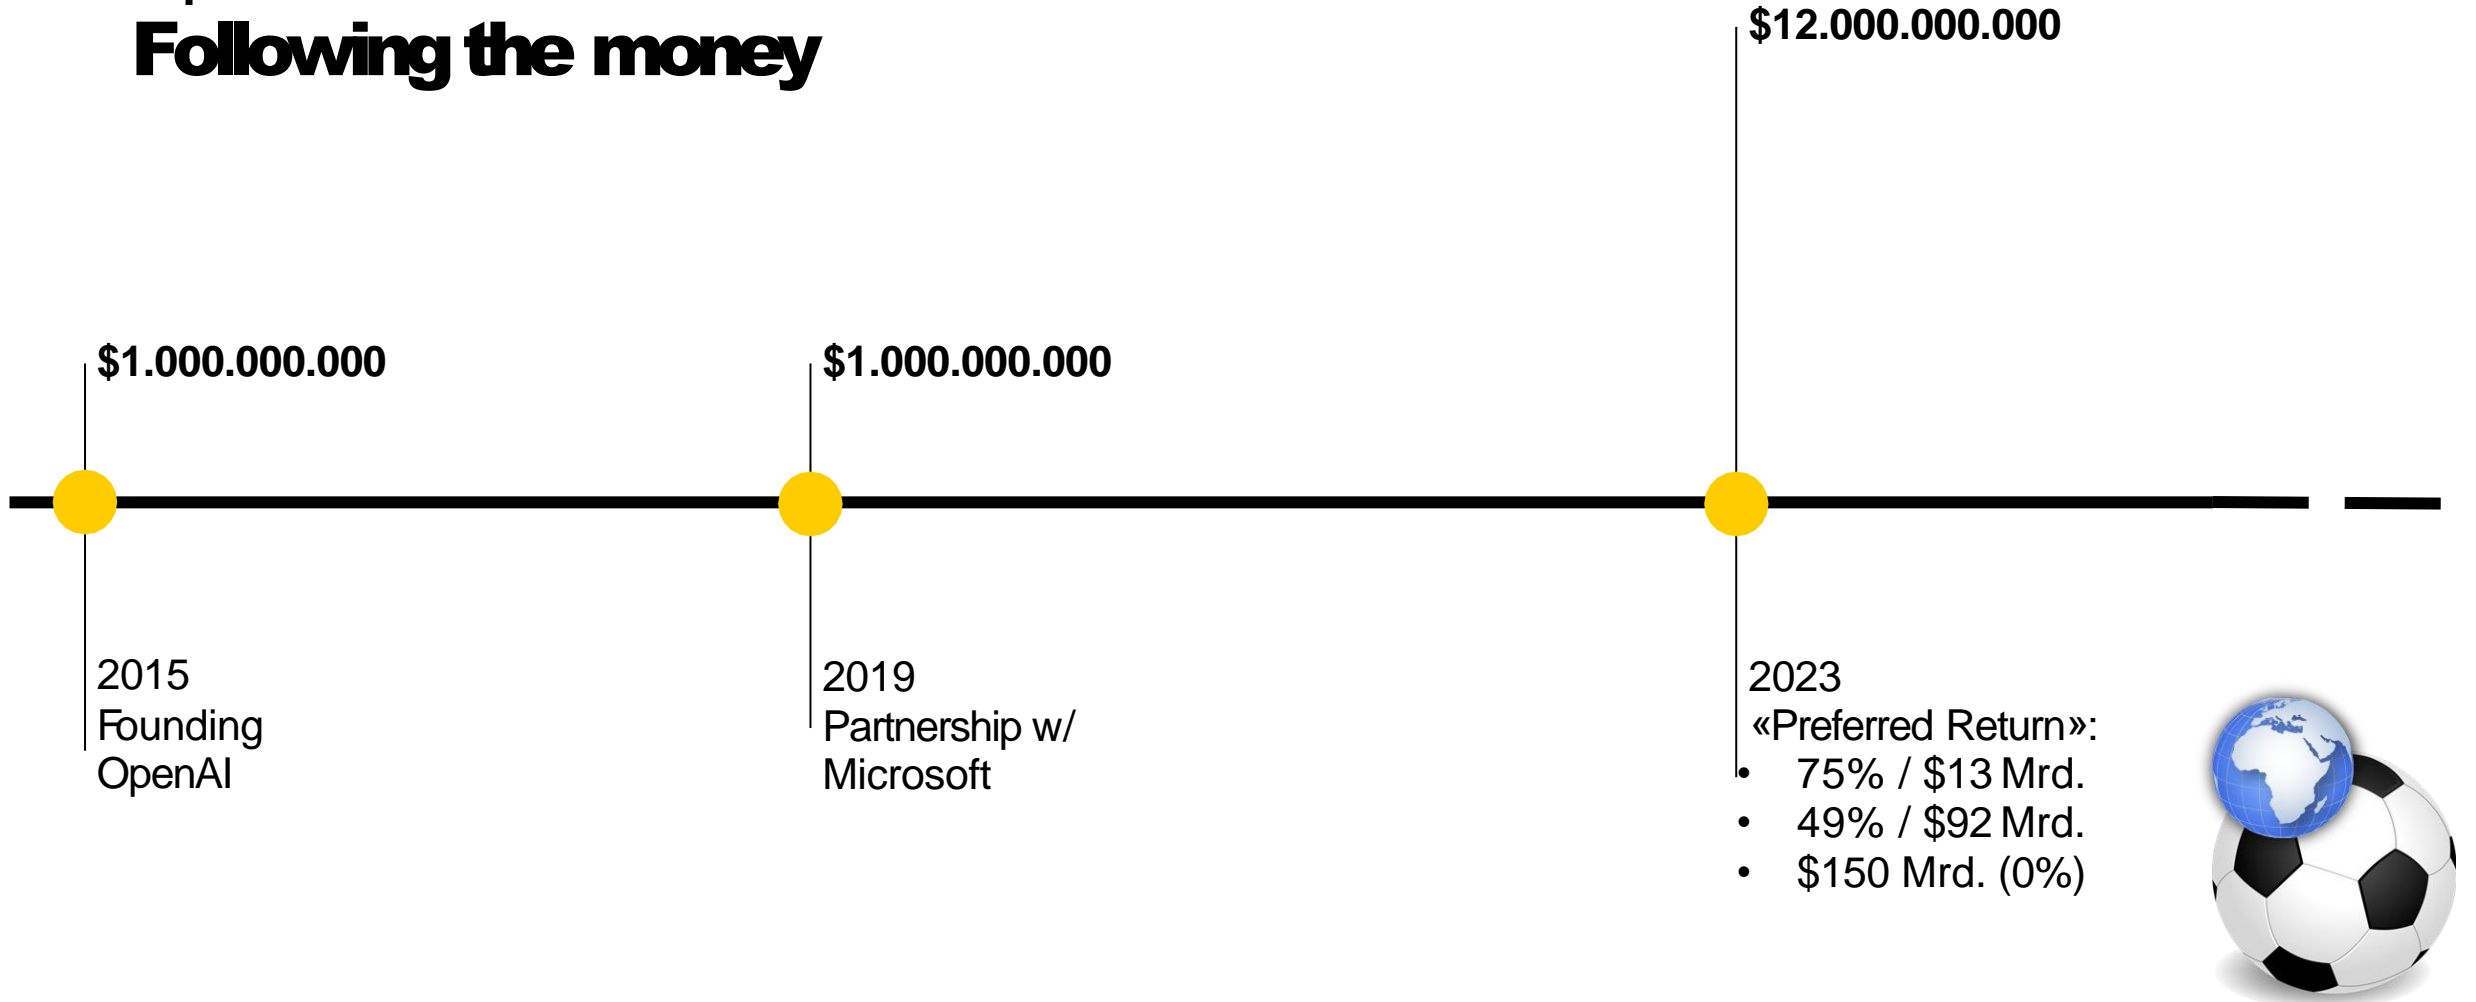 Following the money
$12.000.000.000
$1.000.000.000
$1.000.000.000
2015
Founding
OpenAI
2019
Partnership w/
Microsoft
2023
«Preferred Return»:
• 75% / $13 Mrd.
• 49% / $92 Mrd.
• $150 Mrd. (0%)